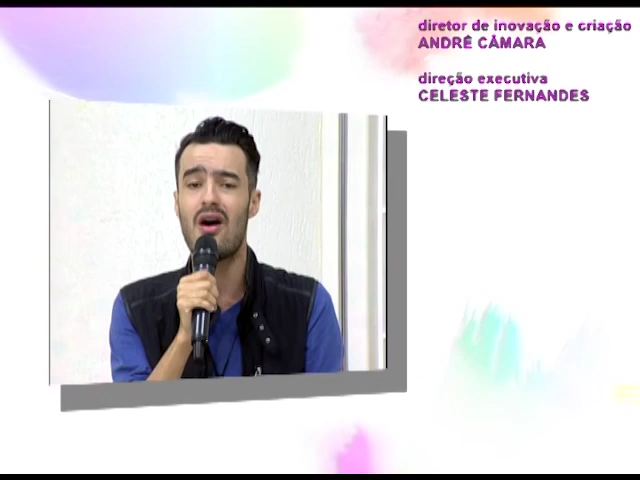 diretor de inovação e criação
ANDRÉ CÂMARA
direção executiva
CELESTE FERNANDES